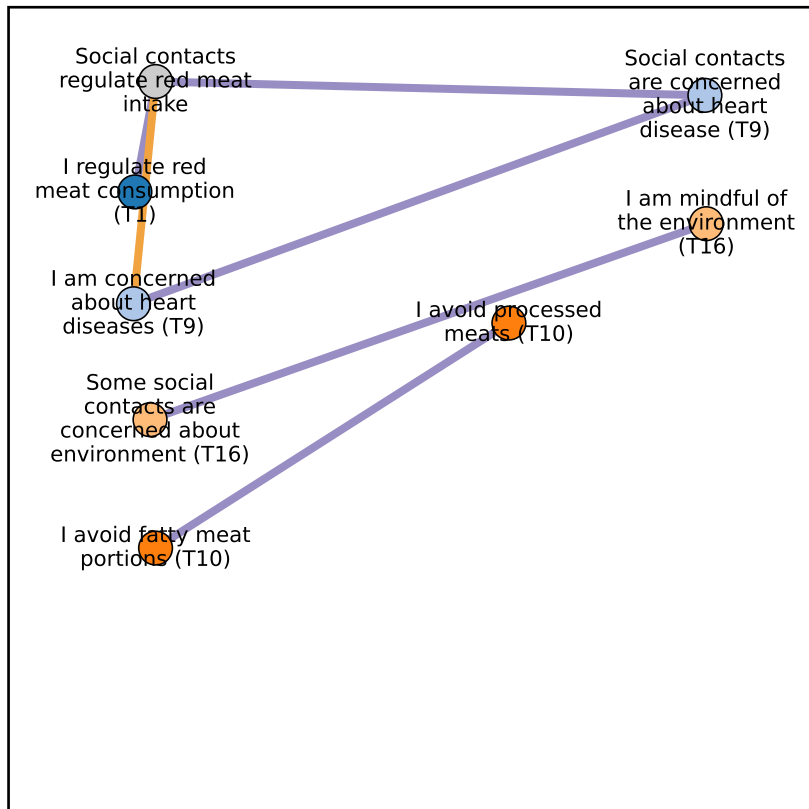 Social contacts
regulate red meat
intake
Social contacts
are concerned
about heart
disease (T9)
I regulate red
meat consumption
(T1)
I am mindful of
the environment
(T16)
I am concerned
about heart
diseases (T9)
I avoid processed
meats (T10)
Some social
contacts are
concerned about
environment (T16)
I avoid fatty meat
portions (T10)